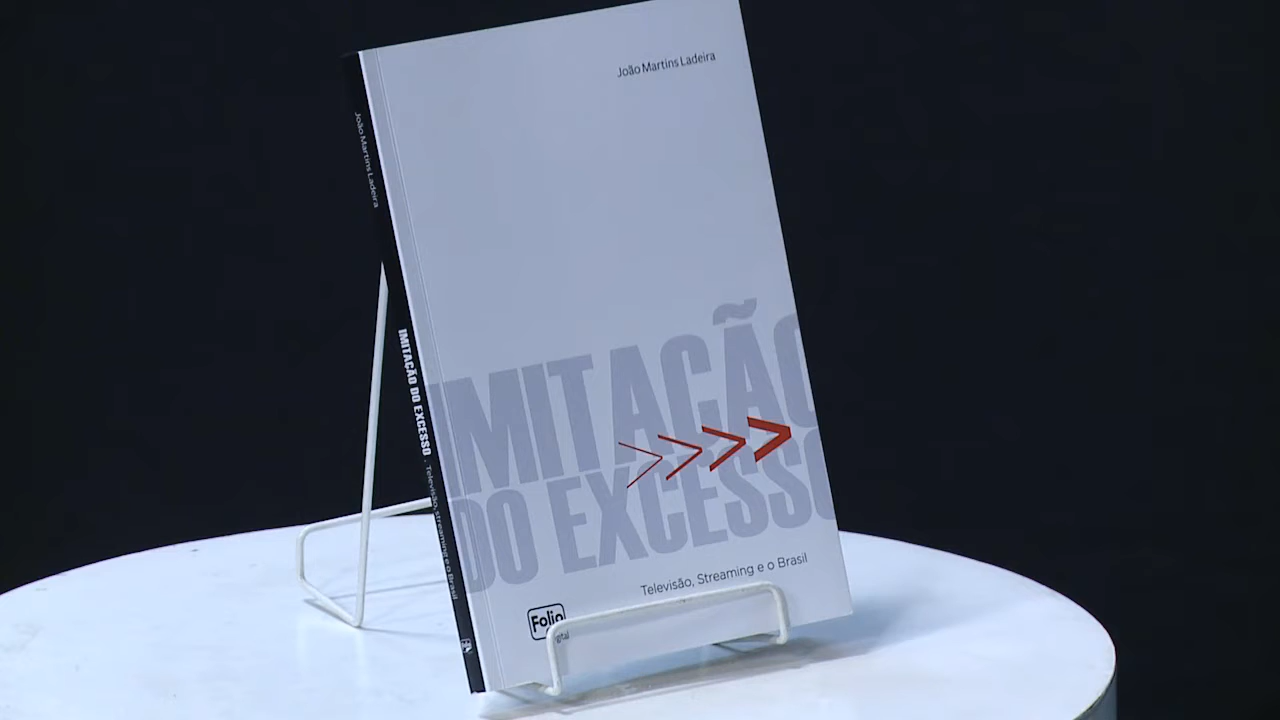 João Martins Ladeira
IMITAÇÃO
DO EXCESSO
Televisão, Streaming e o Brasil
Folio
João Martins Ladeira
IMITAÇÃO DO EXCESSO . Televisão, streaming e o Brasil